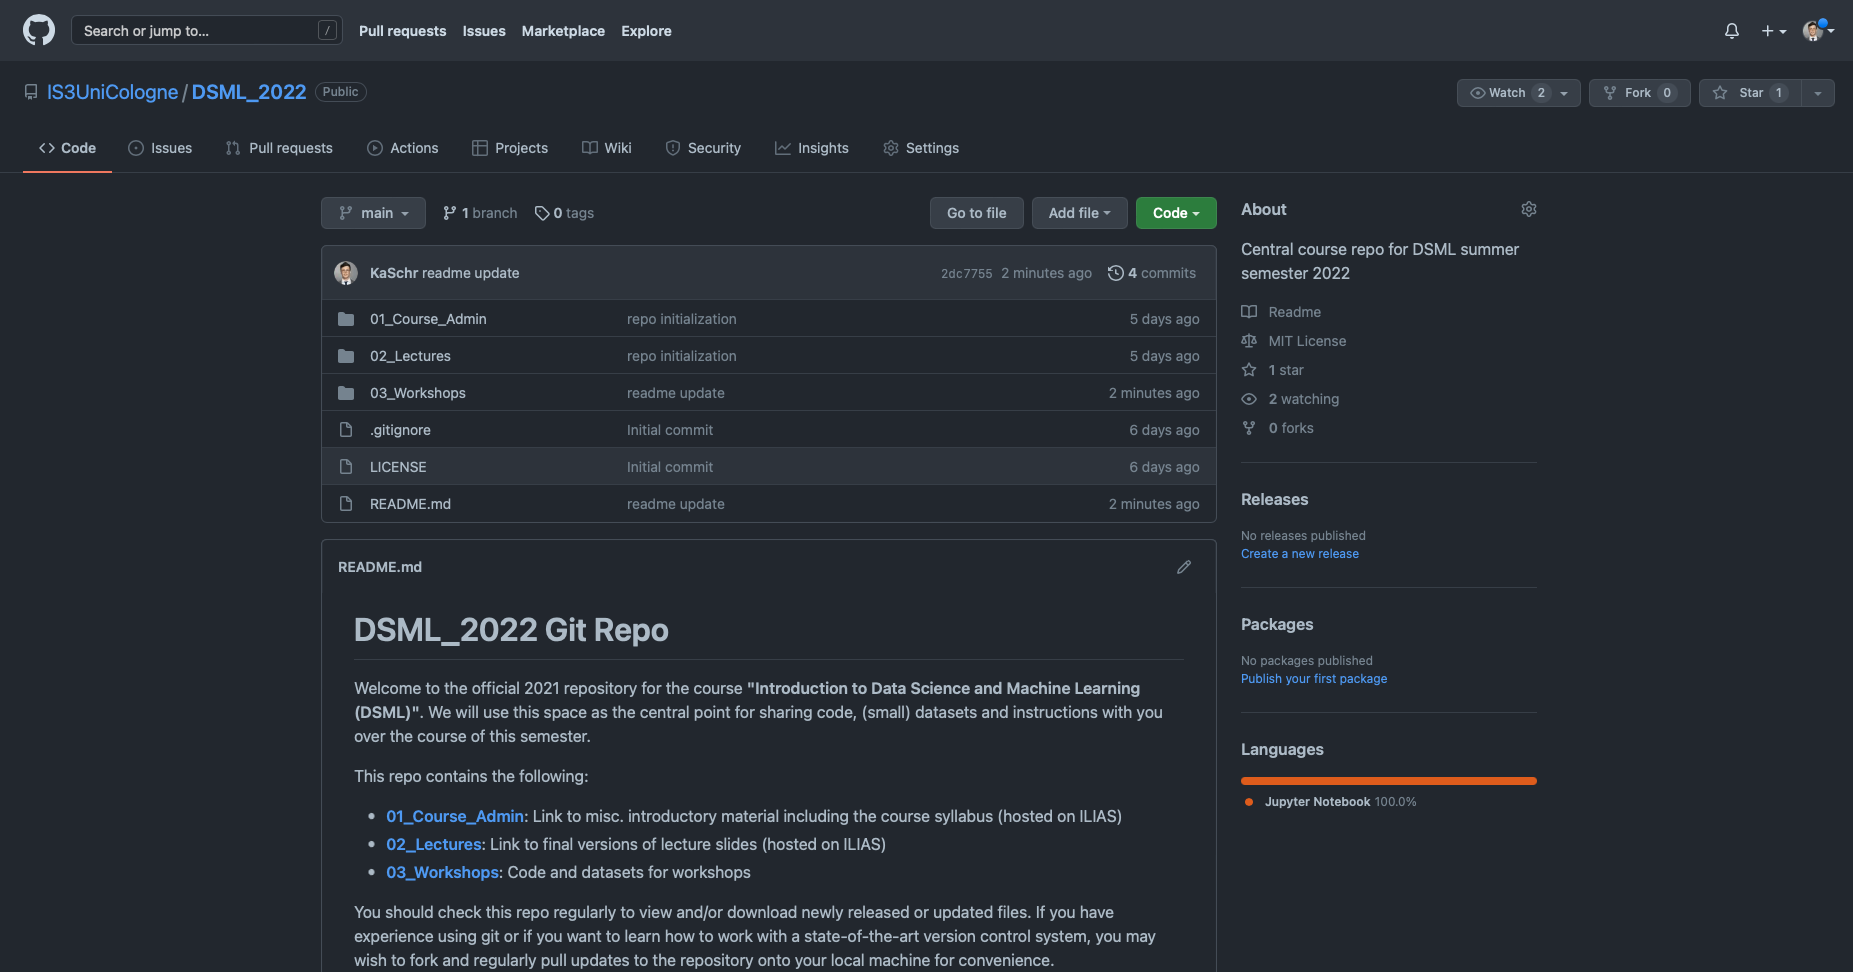 Search or jump to... /
Pull requests Issues Marketplace Explore
IS3UniCologne / DSML_2022 Public
Watch 2 Fork 0 Star 1
Code Issues Pull requests Actions Projects Wiki Security Insights Settings
main 1 branch 0 tags Go to file Add file Code
KaSchr readme update 2dc7755 2 minutes ago 4 commits
01_Course_Admin repo initialization 5 days ago
02_Lectures repo initialization 5 days ago
03_Workshops readme update 2 minutes ago
.gitignore Initial commit 6 days ago
LICENSE Initial commit 6 days ago
README.md readme update 2 minutes ago
README.md
DSML_2022 Git Repo
Welcome to the official 2021 repository for the course "Introduction to Data Science and Machine Learning
(DSML)". We will use this space as the central point for sharing code, (small) datasets and instructions with you
over the course of this semester.
This repo contains the following:
• 01_Course_Admin: Link to misc. introductory material including the course syllabus (hosted on ILIAS)
• 02_Lectures: Link to final versions of lecture slides (hosted on ILIAS)
• 03_Workshops: Code and datasets for workshops
You should check this repo regularly to view and/or download newly released or updated files. If you have
experience using git or if you want to learn how to work with a state-of-the-art version control system, you may
wish to fork and regularly pull updates to the repository onto your local machine for convenience.
About
Central course repo for DSML summer
semester 2022
Readme
MIT License
1 star
2 watching
0 forks
Releases
No releases published
Create a new release
Packages
No packages published
Publish your first package
Languages
Jupyter Notebook 100.0%